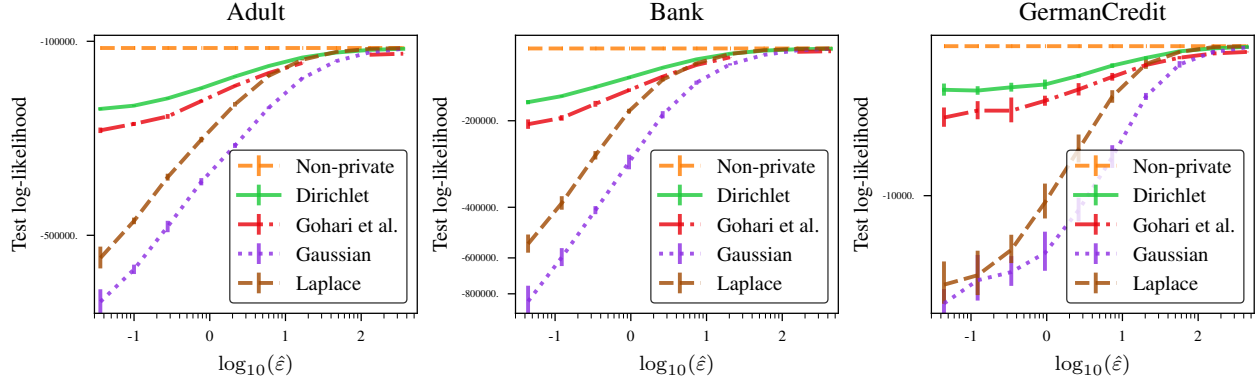 Adult
Test log-likelihood
-100000.
-500000.
-1
0
1
2
log₁₀(ε̂)
Non-private
Dirichlet
Gohari et al.
Gaussian
Laplace
Bank
Test log-likelihood
-200000.
-400000.
-600000.
-800000.
-1
0
1
2
log₁₀(ε̂)
Non-private
Dirichlet
Gohari et al.
Gaussian
Laplace
GermanCredit
Test log-likelihood
-10000.
-1
0
1
2
log₁₀(ε̂)
Non-private
Dirichlet
Gohari et al.
Gaussian
Laplace